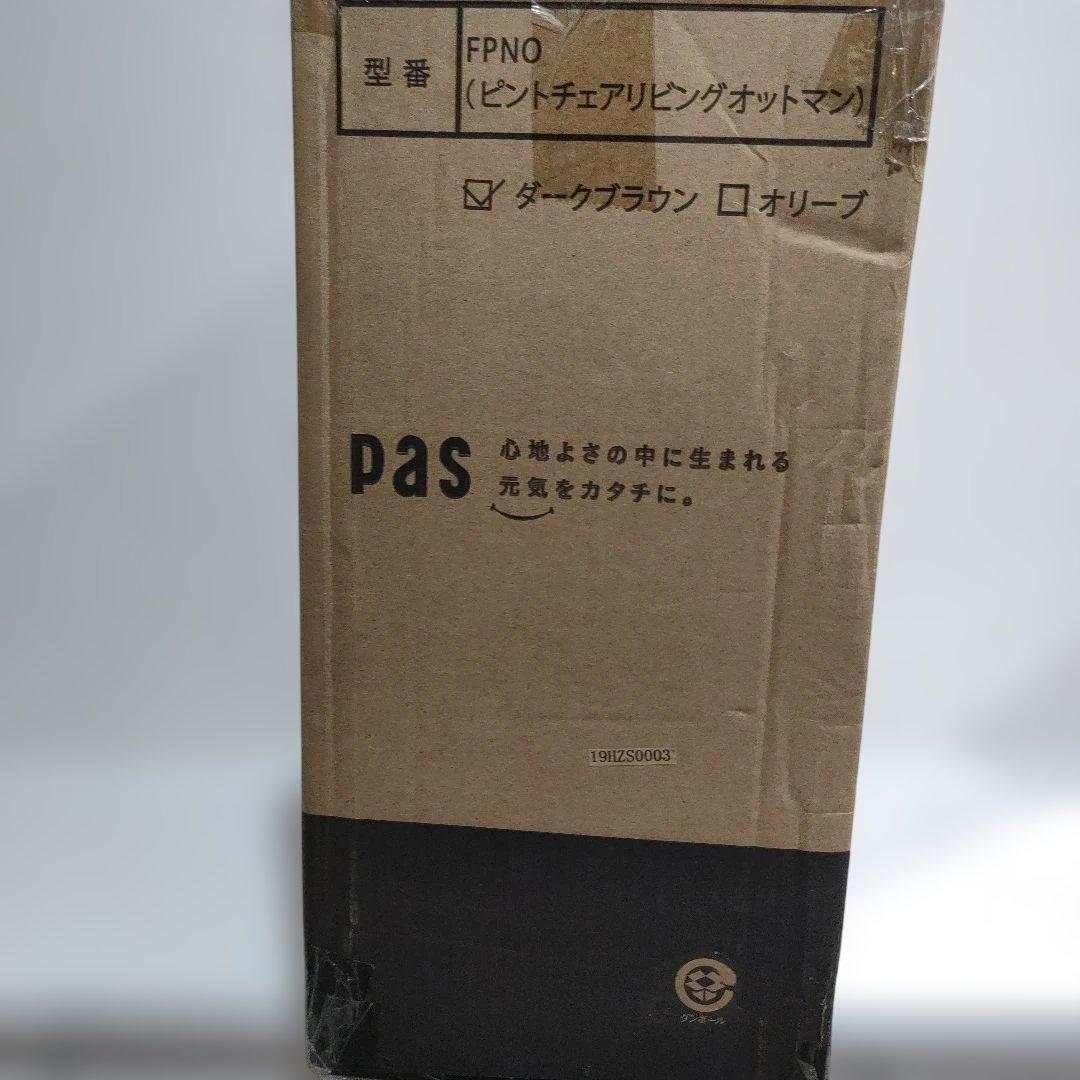 型番
FPNO
(ピントチェアリビングオットマン)
ダークブラウン オリーブ
pas
心地よさの中に生まれる
元気をカタチに。
19HZS0003
ダンボール